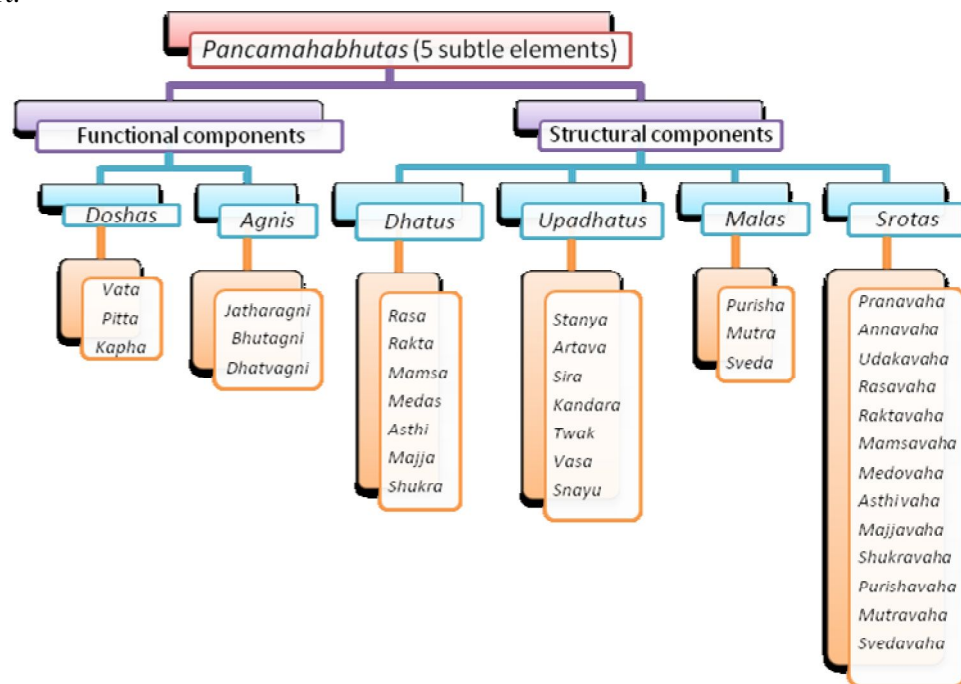 Pancamahabhutas (5 subtle elements)
Functional components
Structural components
Doshas
Agnis
Dhatus
Upadhatus
Malas
Srotas
Vata
Pitta
Kapha
Jatharagni
Bhutagni
Dhatvagni
Rasa
Rakta
Mamsa
Medas
Asthi
Majja
Shukra
Stanya
Artava
Sira
Kandara
Twak
Vasa
Snayu
Purisha
Mutra
Sveda
Pranavaha
Annavaha
Udakavaha
Rasavaha
Raktavaha
Mamsavaha
Medovaha
Asthivaha
Majjavaha
Shukravaha
Purishavaha
Mutravaha
Svedavaha